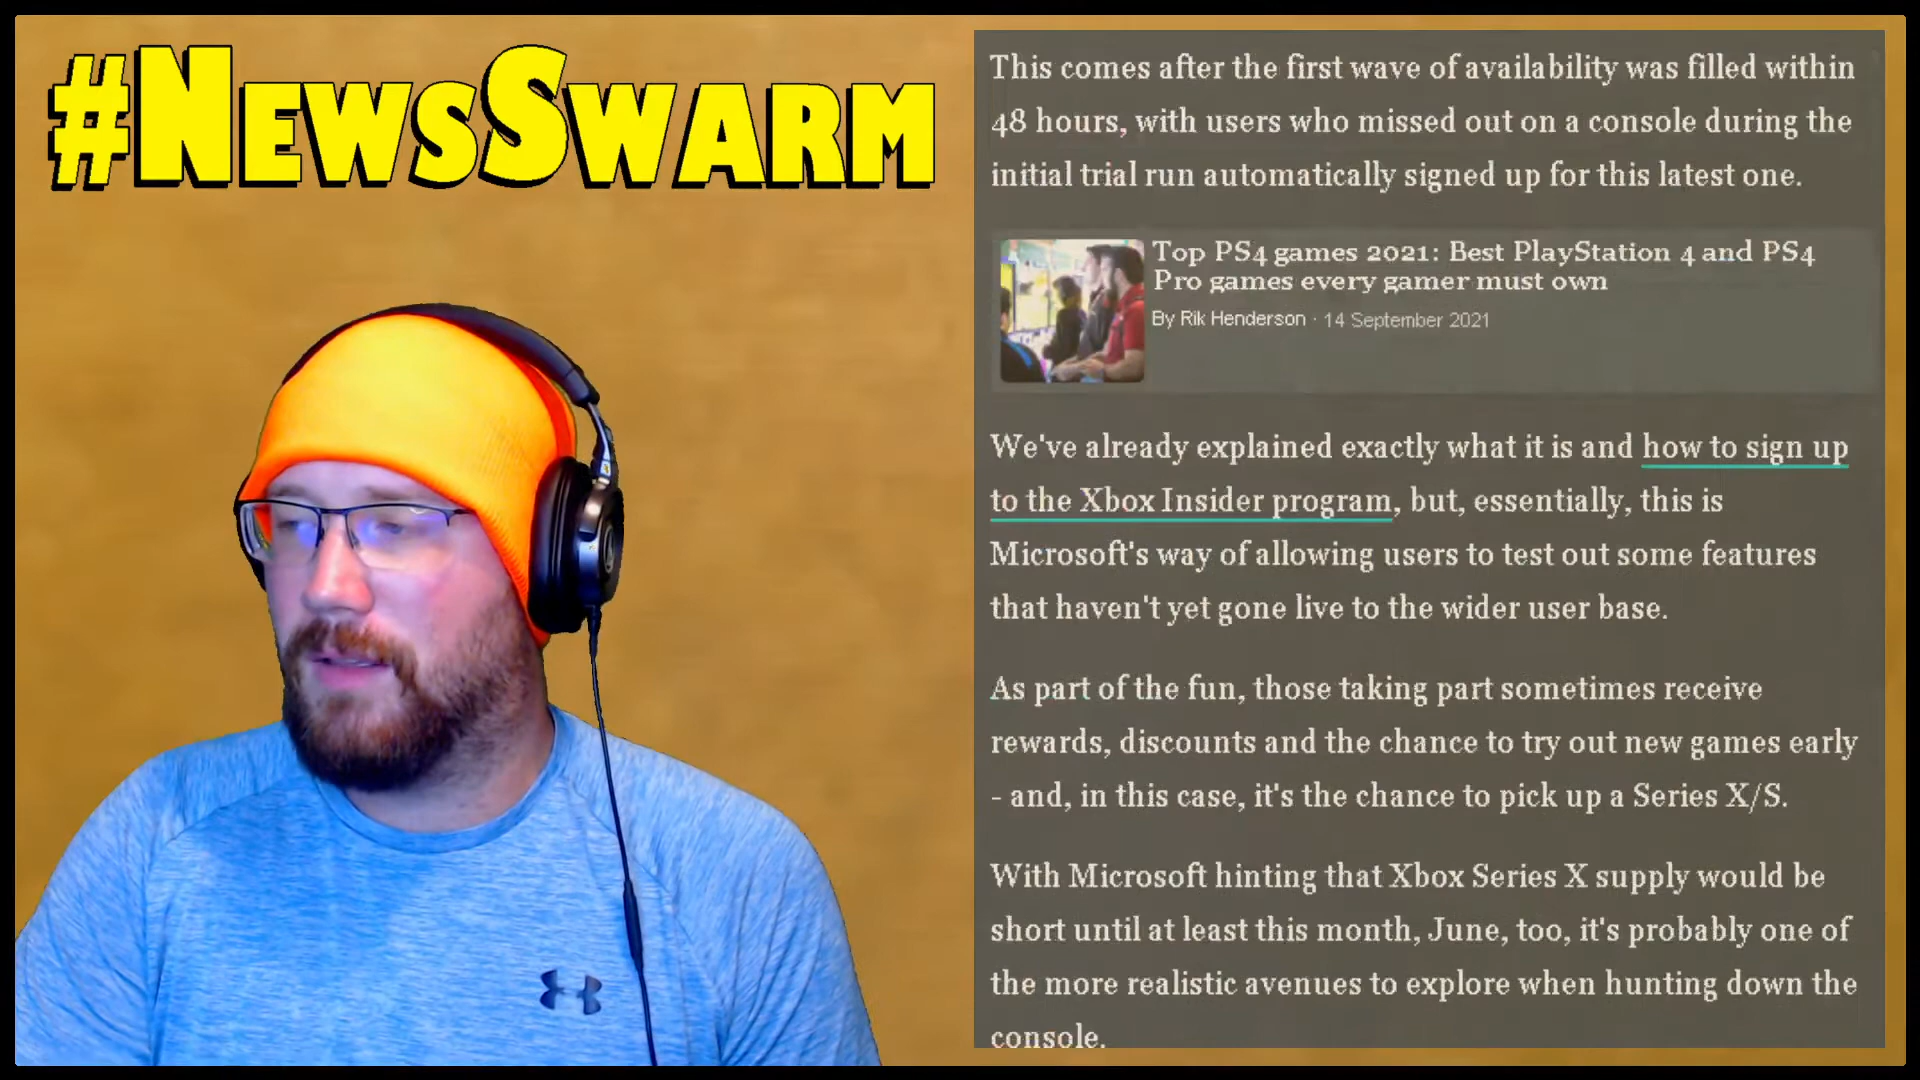 #NewsSwarm
This comes after the first wave of availability was filled within
48 hours, with users who missed out on a console during the
initial trial run automatically signed up for this latest one.
Top PS4 games 2021: Best PlayStation 4 and PS4
Pro games every gamer must own
By Rik Henderson · 14 September 2021
We've already explained exactly what it is and how to sign up
to the Xbox Insider program, but, essentially, this is
Microsoft's way of allowing users to test out some features
that haven't yet gone live to the wider user base.
As part of the fun, those taking part sometimes receive
rewards, discounts and the chance to try out new games early
- and, in this case, it's the chance to pick up a Series X/S.
With Microsoft hinting that Xbox Series X supply would be
short until at least this month, June, too, it's probably one of
the more realistic avenues to explore when hunting down the
console.